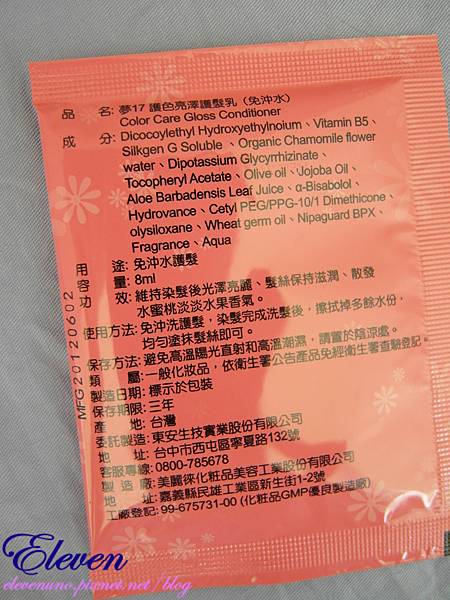 品　　名: 夢17 護色亮澤護髮乳（免沖水）
Color Care Gloss Conditioner
成　　分: Dicocoylethyl Hydroxyethylnoium、Vitamin B5、
Silkgen G Soluble 、Organic Chamomile flower
water、Dipotassium Glycyrrhizinate、
Tocopheryl Acetate、Olive oil、Jojoba Oil、
Aloe Barbadensis Leaf Juice、α-Bisabolol、
Hydrovance、Cetyl PEG/PPG-10/1 Dimethicone、
olysiloxane、Wheat germ oil、Nipaguard BPX、
Fragrance、Aqua
用　　途: 免沖水護髮
容　　量: 8ml
功　　效: 維持染髮後光澤亮麗、髮絲保持滋潤、散發
水蜜桃淡淡水果香氣。
使用方法: 免沖洗護髮，染髮完成洗髮後，擦拭掉多餘水份，
均勻塗抹髮絲即可。
保存方法: 避免高溫陽光直射和高溫潮濕，請置於陰涼處。
類　　屬: 一般化妝品，依衛生署公告產品免經衛生署查驗登記。
製造日期: 標示於包裝
保存期限: 三年
產　　地: 台灣
委託製造: 東安生技實業股份有限公司
地　　址: 台中市西屯區寧夏路132號
客服專線: 0800-785678
製 造 廠: 美麗徠化粧品美容工業股份有限公司
地　　址: 嘉義縣民雄工業區新生街1-2號
工廠登記: 99-675731-00 (化粧品GMP優良製造廠)
MFG20120602
Eleven
elevenuno.pixnet.net/blog